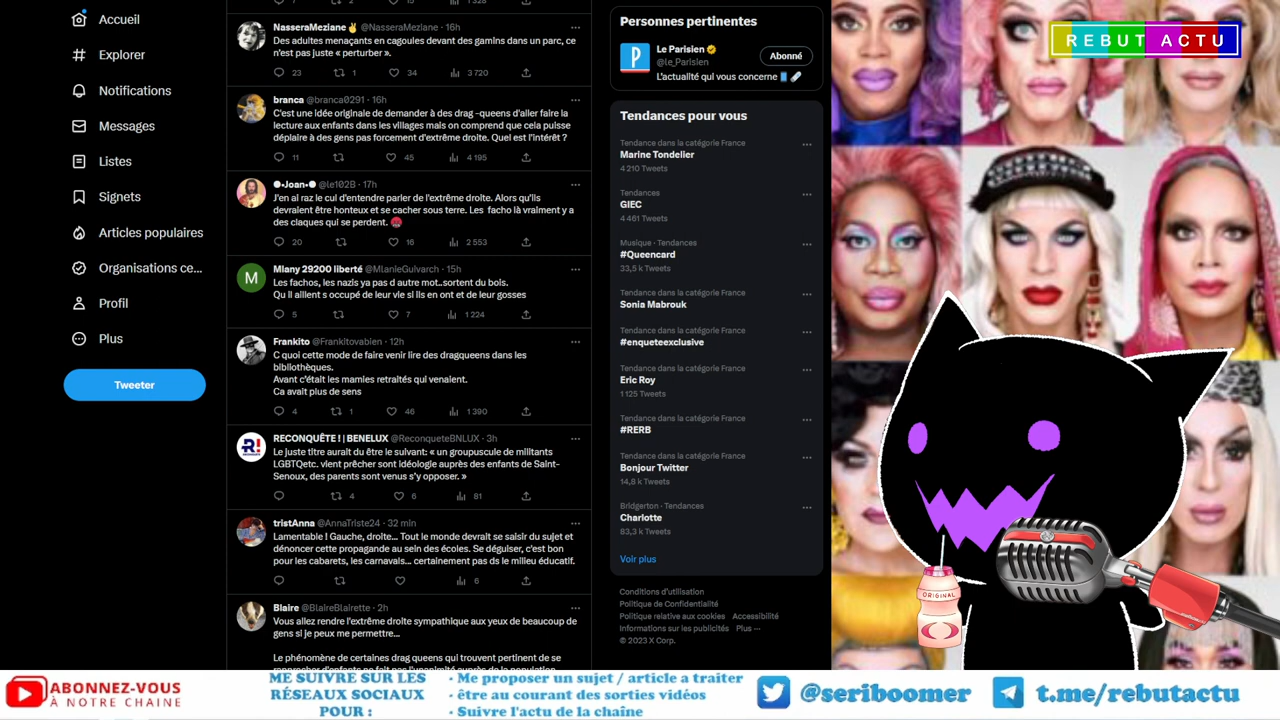 Accueil
Explorer
Notifications
Messages
Listes
Signets
Articles populaires
Organisations ce...
Profil
Plus
Tweeter
NasseraMeziane✌ @NasseraMeziane · 16h
Des adultes menaçants en cagoules devant des gamins dans un parc, ce
n'est pas juste « perturber ».
23 1 34 3 720
branca @branca0291 · 16h
C'est une idée originale de demander à des drag -queens d'aller faire la
lecture aux enfants dans les villages mais on comprend que cela puisse
déplaire à des gens pas forcement d'extrême droite. Quel est l'intérêt ?
11 45 4 195
●•Joan•● @le102B · 17h
J'en ai raz le cul d'entendre parler de l'extrême droite. Alors qu'ils
devraient être honteux et se cacher sous terre. Les facho là vraiment y a
des claques qui se perdent. 😡
20 16 2 553
M
Mlany 29200 liberté @MlanieGuivarch · 15h
Les fachos, les nazis ya pas d autre mot..sortent du bois.
Qu il allient s occupé de leur vie si ils en ont et de leur gosses
5 7 1 224
Frankito @Frankitovabien · 12h
C quoi cette mode de faire venir lire des dragqueens dans les
bibliothèques.
Avant c'était les mamies retraités qui venaient.
Ca avait plus de sens
4 1 46 1 390
R!
RECONQUÊTE ! | BENELUX @ReconqueteBNLUX · 3h
Le juste titre aurait du être le suivant: « un groupuscule de militants
LGBTQetc. vient prêcher sont idéologie auprès des enfants de Saint-
Senoux, des parents sont venus s'y opposer. »
4 6 81
tristAnna @AnnaTriste24 · 32 min
Lamentable ! Gauche, droite... Tout le monde devrait se saisir du sujet et
dénoncer cette propagande au sein des écoles. Se déguiser, c'est bon
pour les cabarets, les carnavals... certainement pas ds le milieu éducatif.
6
Blaire @BlaireBlairette · 2h
Vous allez rendre l'extrême droite sympathique aux yeux de beaucoup de
gens si je peux me permettre...
Le phénomène de certaines drag queens qui trouvent pertinent de se
Personnes pertinentes
P
Le Parisien
@le_Parisien
Abonné
L'actualité qui vous concerne
Tendances pour vous
Tendance dans la catégorie France
Marine Tondelier
4 210 Tweets
Tendances
GIEC
4 461 Tweets
Musique · Tendances
#Queencard
33,5 k Tweets
Tendance dans la catégorie France
Sonia Mabrouk
Tendance dans la catégorie France
#enqueteexclusive
Tendance dans la catégorie France
Eric Roy
1 125 Tweets
Tendance dans la catégorie France
#RERB
Tendance dans la catégorie France
Bonjour Twitter
14,8 k Tweets
Bridgerton · Tendances
Charlotte
83,3 k Tweets
Voir plus
Conditions d'utilisation
Politique de Confidentialité
Politique relative aux cookies Accessibilité
Informations sur les publicités Plus ···
© 2023 X Corp.
REBUT ACTU
ORIGINAL
ABONNEZ-VOUS
À NOTRE CHAINE
ME SUIVRE SUR LES
RÉSEAUX SOCIAUX
POUR :
· Me proposer un sujet / article a traiter
· être au courant des sorties vidéos
· Suivre l'actu de la chaîne
@seriboomer
t.me/rebutactu